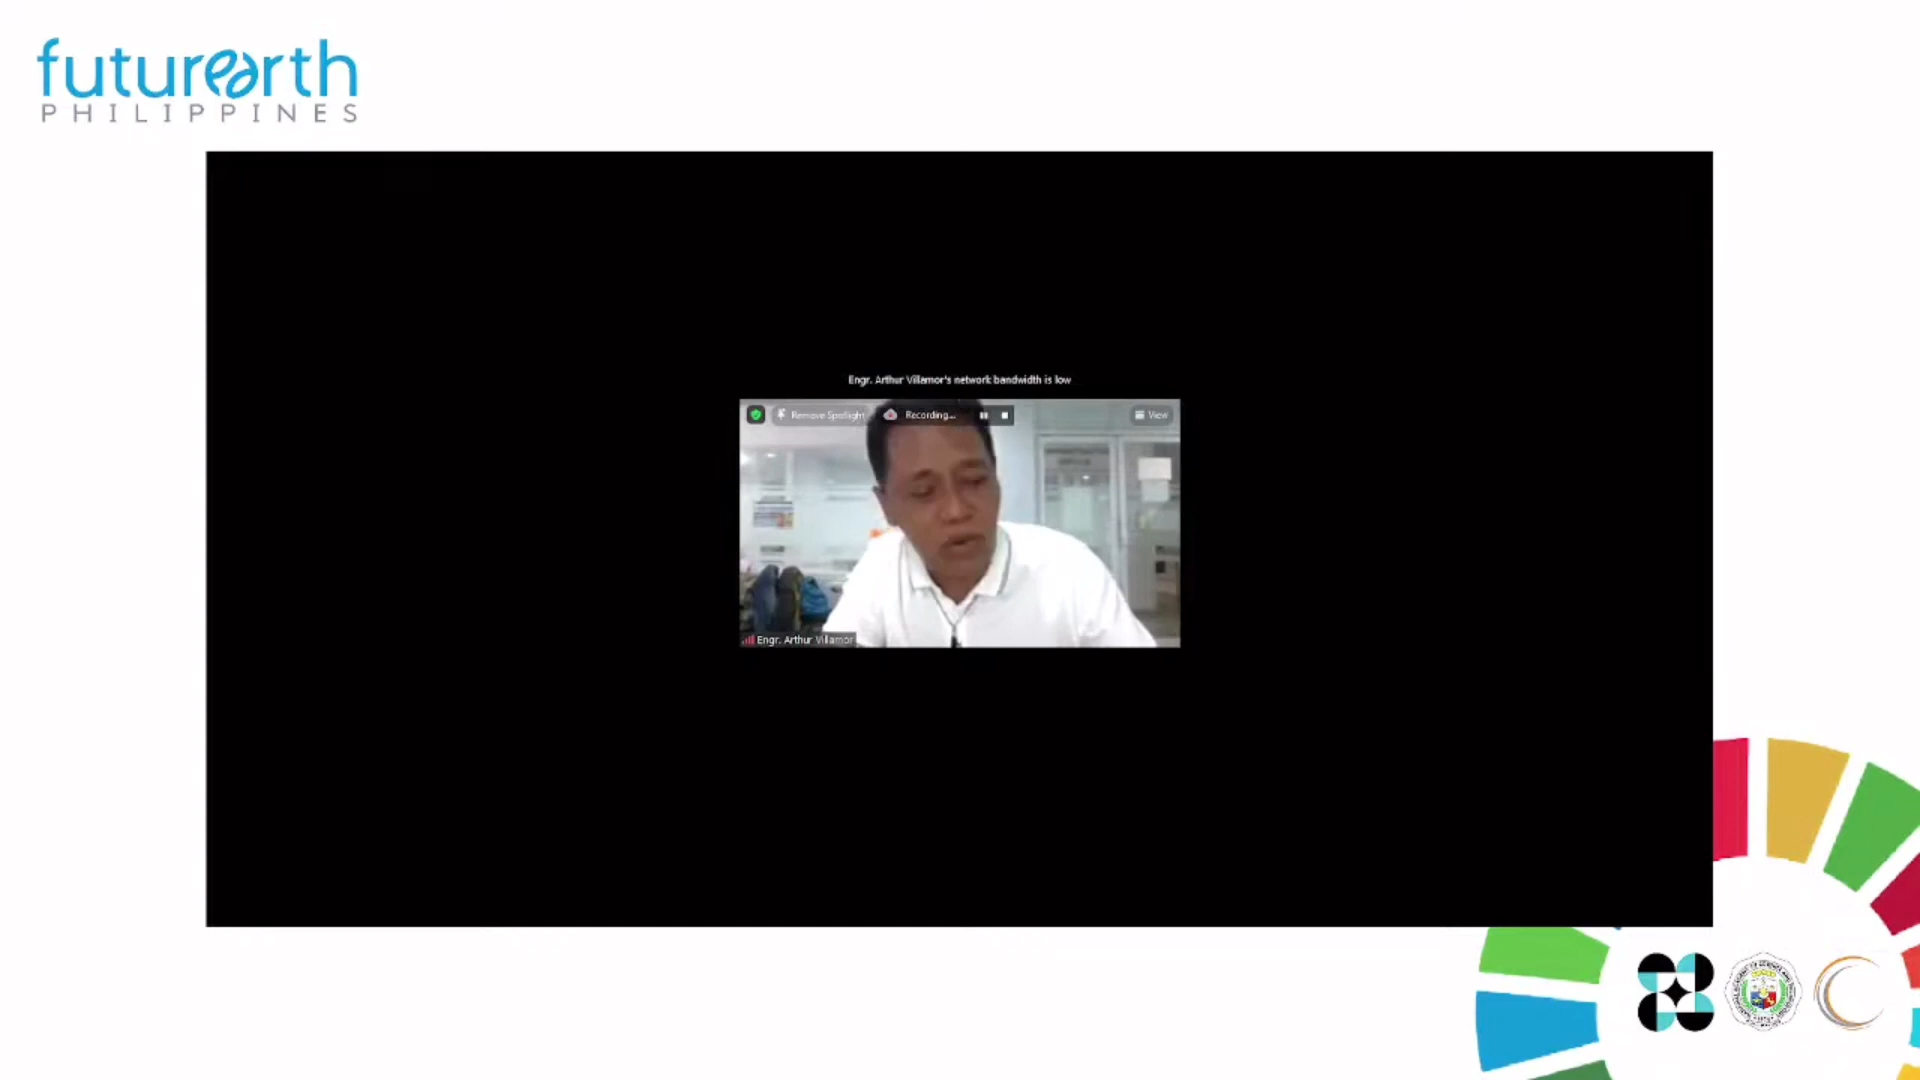 futurearth
PHILIPPINES
Engr. Arthur Villamor's network bandwidth is low
Remove Spotlight
Recording...
View
Engr. Arthur Villamor